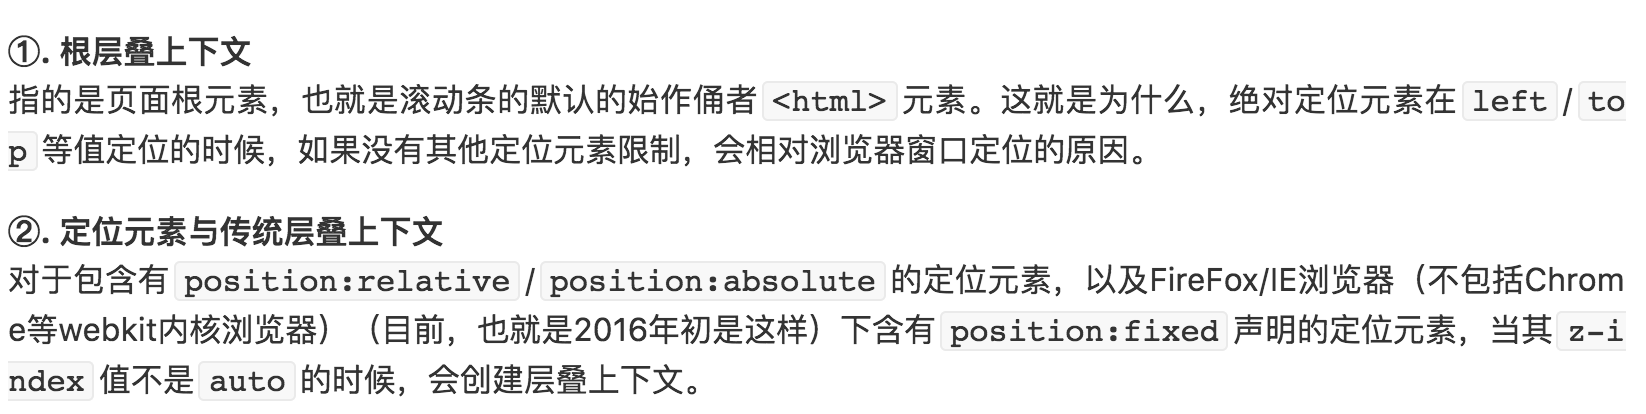 ①. 根层叠上下文
指的是页面根元素，也就是滚动条的默认的始作俑者 <html> 元素。这就是为什么，绝对定位元素在 left / to
p 等值定位的时候，如果没有其他定位元素限制，会相对浏览器窗口定位的原因。
②. 定位元素与传统层叠上下文
对于包含有 position:relative / position:absolute 的定位元素，以及FireFox/IE浏览器（不包括Chrom
e等webkit内核浏览器）（目前，也就是2016年初是这样）下含有 position:fixed 声明的定位元素，当其 z-i
ndex 值不是 auto 的时候，会创建层叠上下文。